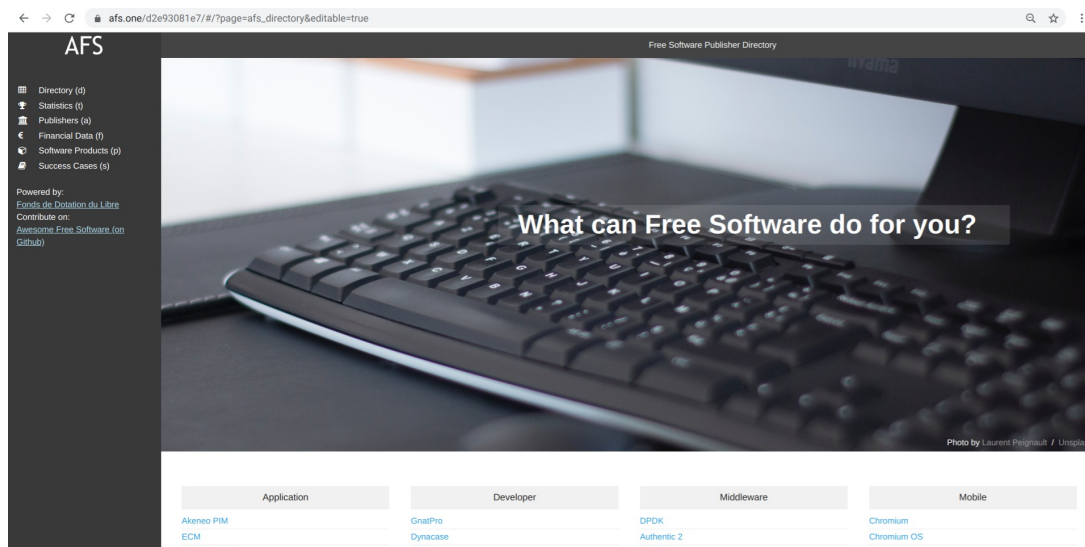 afs.one/d2e93081e7/#/?page=afs_directory&editable=true
AFS
Free Software Publisher Directory
Directory (d)
Statistics (t)
Publishers (a)
€ Financial Data (f)
Software Products (p)
Success Cases (s)
Powered by:
Fonds de Dotation du Libre
Contribute on:
Awesome Free Software (on
Github)
iiyama
What can Free Software do for you?
Photo by Laurent Peignault / Unspla
Application
Developer
Middleware
Mobile
Akeneo PIM
GnatPro
DPDK
Chromium
ECM
Dynacase
Authentic 2
Chromium OS